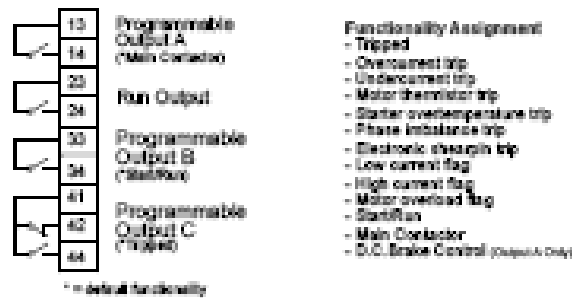 13
14
23
24
33
34
41
42
44
Programmable
Output A
(*Main Contactor)
Run Output
Programmable
Output B
(*Start/Run)
Programmable
Output C
(*Tripped)
* = default functionality
Functionality Assignment
- Tripped
- Overcurrent trip
- Undercurrent trip
- Motor thermistor trip
- Starter overtemperature trip
- Phase imbalance trip
- Electronic shearpin trip
- Low current flag
- High current flag
- Motor overload flag
- Start/Run
- Main Contactor
- D.C. Brake Control (Output A Only)